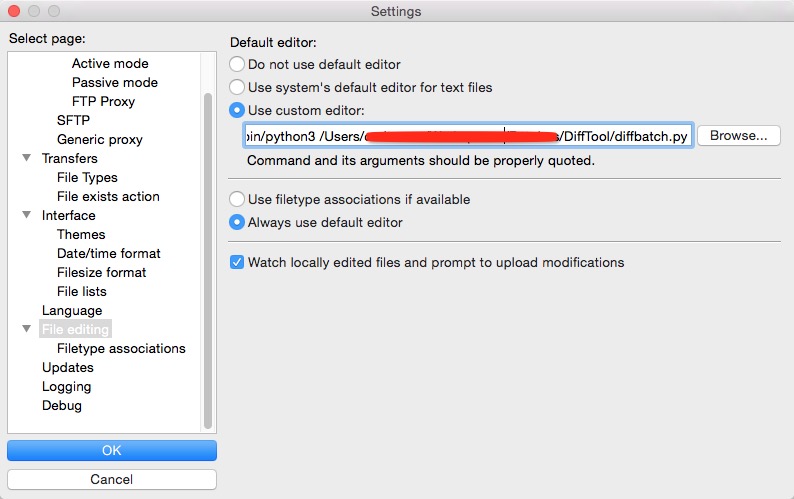 Settings
Select page:
Active mode
Passive mode
FTP Proxy
SFTP
Generic proxy
Transfers
File Types
File exists action
Interface
Themes
Date/time format
Filesize format
File lists
Language
File editing
Filetype associations
Updates
Logging
Debug
OK
Cancel
Default editor:
Do not use default editor
Use system's default editor for text files
Use custom editor:
bin/python3 /Users/ /DiffTool/diffbatch.py
Browse...
Command and its arguments should be properly quoted.
Use filetype associations if available
Always use default editor
Watch locally edited files and prompt to upload modifications